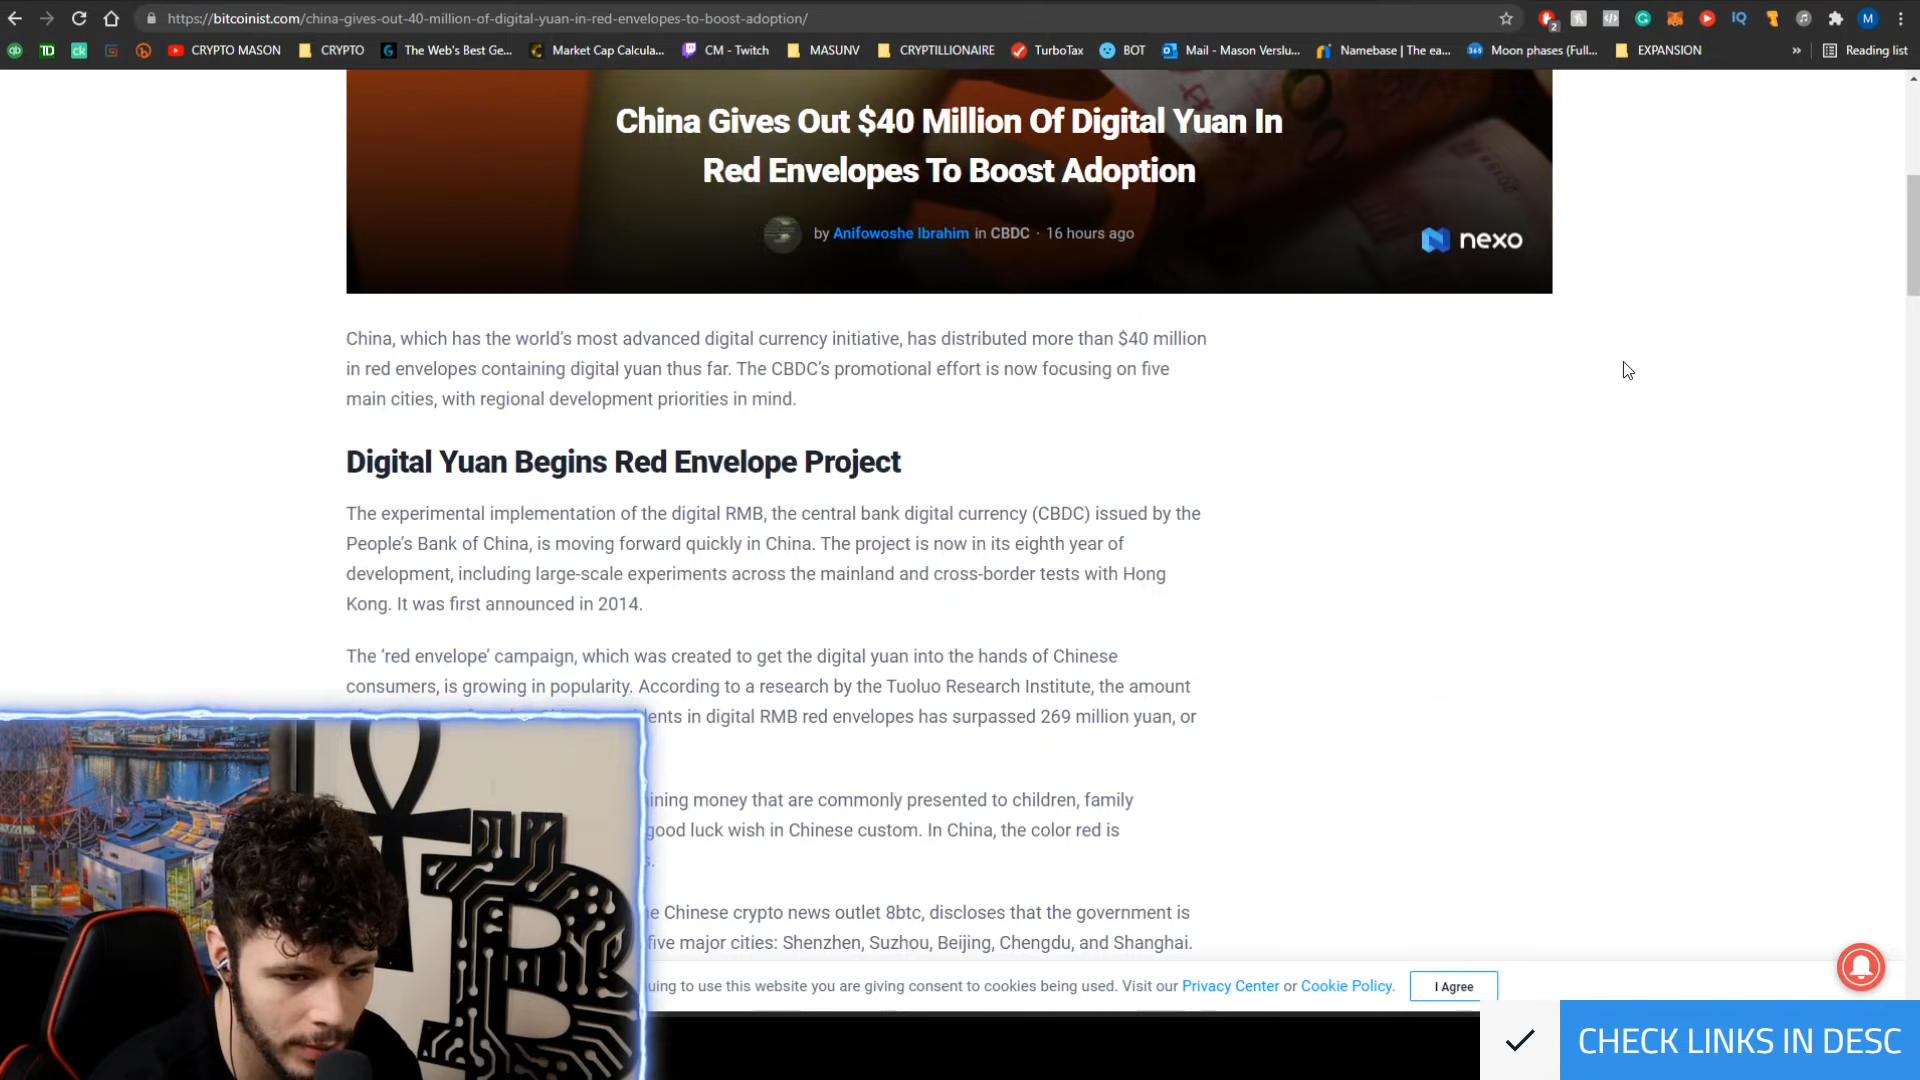 https://bitcoinist.com/china-gives-out-40-million-of-digital-yuan-in-red-envelopes-to-boost-adoption/
2
IQ
M
TD
ck
CRYPTO MASON
CRYPTO
The Web's Best Ge...
Market Cap Calcula...
CM - Twitch
MASUNV
CRYPTILLIONAIRE
TurboTax
BOT
Mail - Mason Verslu...
Namebase | The ea...
365
Moon phases (Full...
EXPANSION
»
Reading list
China Gives Out $40 Million Of Digital Yuan In
Red Envelopes To Boost Adoption
by Anifowoshe Ibrahim in CBDC · 16 hours ago
nexo
China, which has the world's most advanced digital currency initiative, has distributed more than $40 million
in red envelopes containing digital yuan thus far. The CBDC's promotional effort is now focusing on five
main cities, with regional development priorities in mind.
Digital Yuan Begins Red Envelope Project
The experimental implementation of the digital RMB, the central bank digital currency (CBDC) issued by the
People's Bank of China, is moving forward quickly in China. The project is now in its eighth year of
development, including large-scale experiments across the mainland and cross-border tests with Hong
Kong. It was first announced in 2014.
The 'red envelope' campaign, which was created to get the digital yuan into the hands of Chinese
consumers, is growing in popularity. According to a research by the Tuoluo Research Institute, the amount
in digital RMB red envelopes has surpassed 269 million yuan, or
money that are commonly presented to children, family
good luck wish in Chinese custom. In China, the color red is
Chinese crypto news outlet 8btc, discloses that the government is
five major cities: Shenzhen, Suzhou, Beijing, Chengdu, and Shanghai.
to use this website you are giving consent to cookies being used. Visit our Privacy Center or Cookie Policy.
I Agree
CHECK LINKS IN DESC